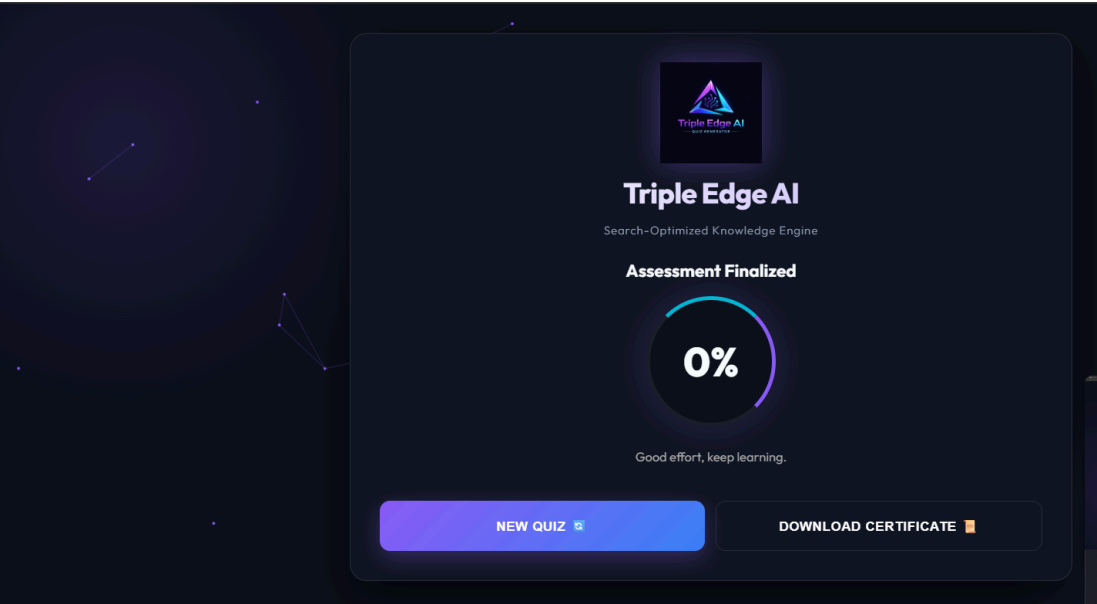 Triple Edge AI
QUIZ GENERATOR
Triple Edge AI
Search-Optimized Knowledge Engine
Assessment Finalized
0%
Good effort, keep learning.
NEW QUIZ
DOWNLOAD CERTIFICATE